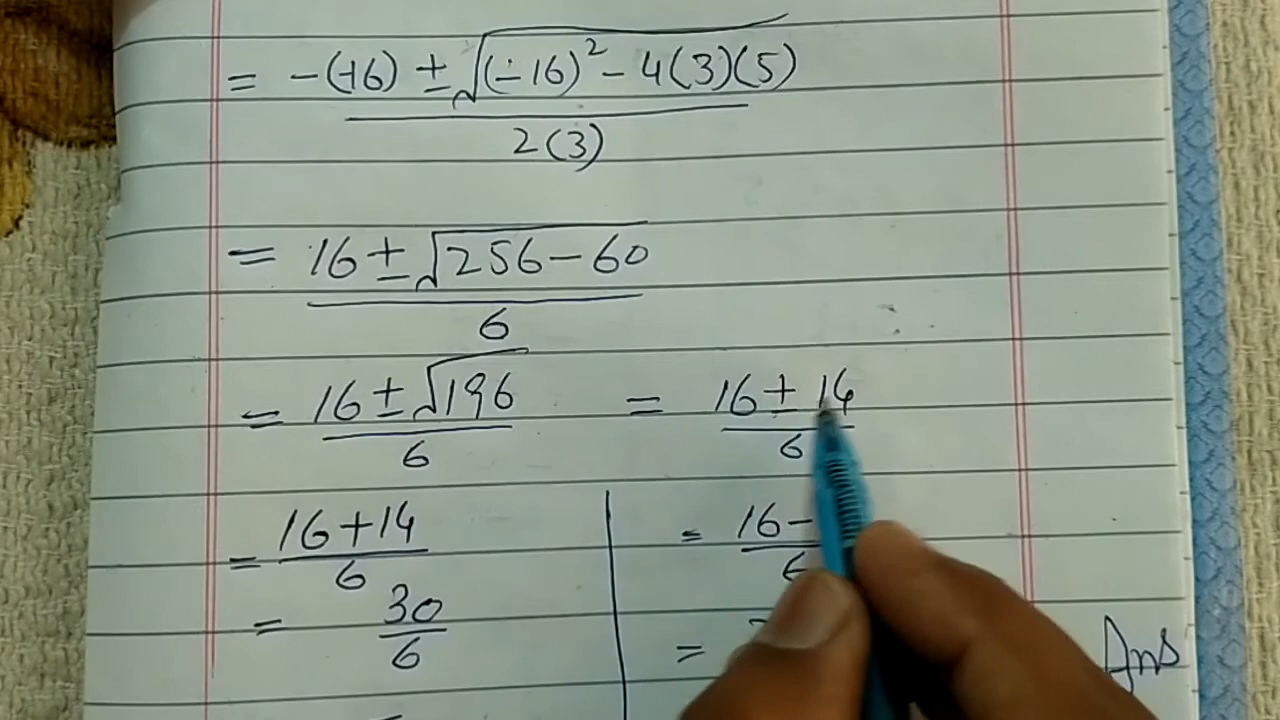 = -(-16) ± √(-16)² - 4(3)(5)
2(3)
= 16 ± √256 - 60
6
= 16 ± √196 = 16 ± 14
6 6
= 16 + 14
6
= 30
6
= 16 -
6
=
Ans